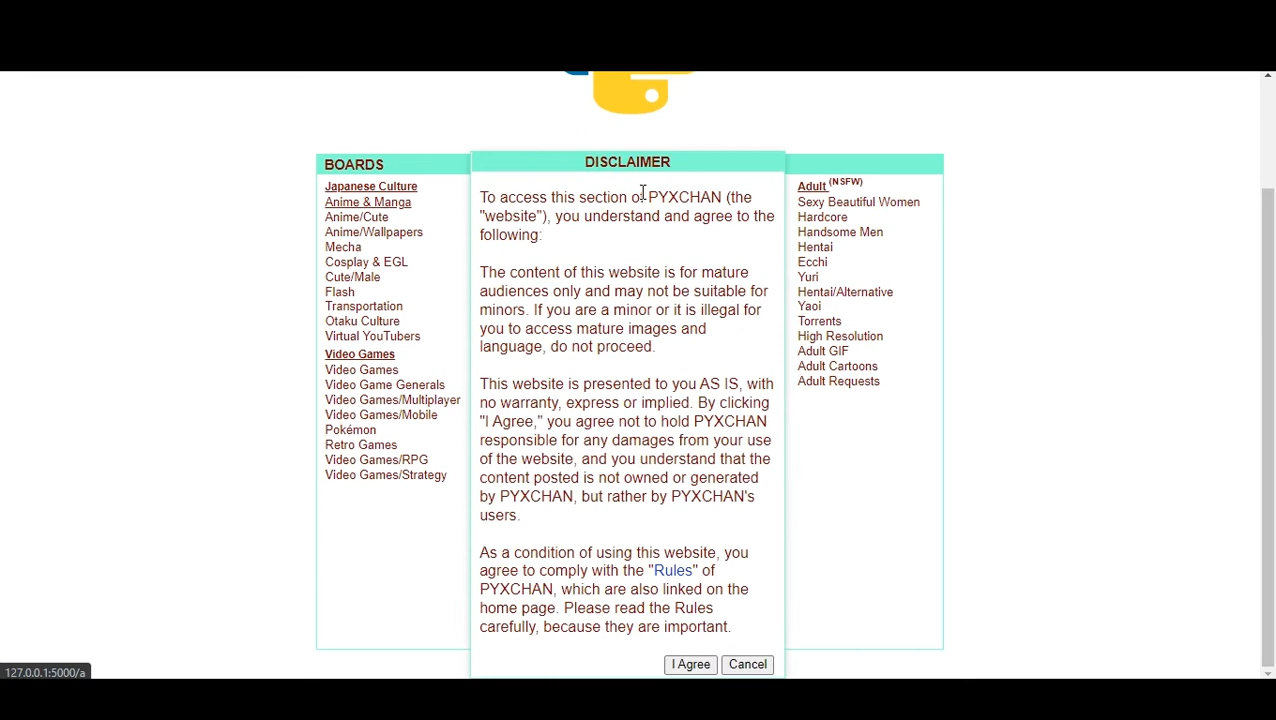 BOARDS
Japanese Culture
Anime & Manga
Anime/Cute
Anime/Wallpapers
Mecha
Cosplay & EGL
Cute/Male
Flash
Transportation
Otaku Culture
Virtual YouTubers
Video Games
Video Games
Video Game Generals
Video Games/Multiplayer
Video Games/Mobile
Pokémon
Retro Games
Video Games/RPG
Video Games/Strategy
DISCLAIMER
To access this section of PYXCHAN (the
"website"), you understand and agree to the
following:
The content of this website is for mature
audiences only and may not be suitable for
minors. If you are a minor or it is illegal for
you to access mature images and
language, do not proceed.
This website is presented to you AS IS, with
no warranty, express or implied. By clicking
"I Agree," you agree not to hold PYXCHAN
responsible for any damages from your use
of the website, and you understand that the
content posted is not owned or generated
by PYXCHAN, but rather by PYXCHAN's
users.
As a condition of using this website, you
agree to comply with the "Rules" of
PYXCHAN, which are also linked on the
home page. Please read the Rules
carefully, because they are important.
I Agree Cancel
Adult (NSFW)
Sexy Beautiful Women
Hardcore
Handsome Men
Hentai
Ecchi
Yuri
Hentai/Alternative
Yaoi
Torrents
High Resolution
Adult GIF
Adult Cartoons
Adult Requests
127.0.0.1:5000/a